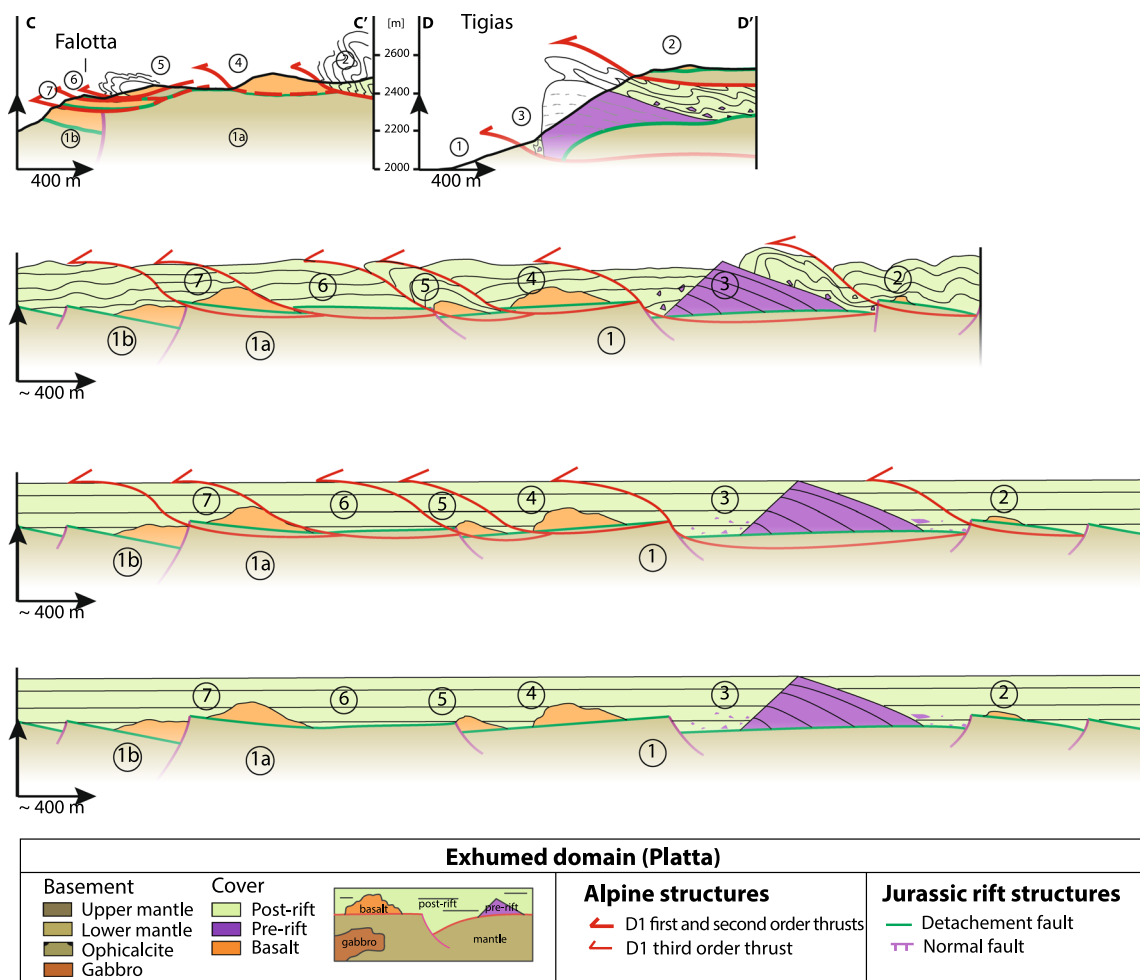 C
C'
[m]
D
Tigias
D'
Falotta
2600
2400
2200
2000
7
6
5
4
2
1b
1a
1
3
2
400 m
400 m
7
6
5
4
3
2
1b
1a
1
~ 400 m
7
6
5
4
3
2
1b
1a
1
~ 400 m
7
6
5
4
3
2
1b
1a
1
~ 400 m
Exhumed domain (Platta)
Basement
Upper mantle
Lower mantle
Ophicalcite
Gabbro
Cover
Post-rift
Pre-rift
Basalt
basalt
post-rift
pre-rift
gabbro
mantle
Alpine structures
D1 first and second order thrusts
D1 third order thrust
Jurassic rift structures
Detachement fault
Normal fault